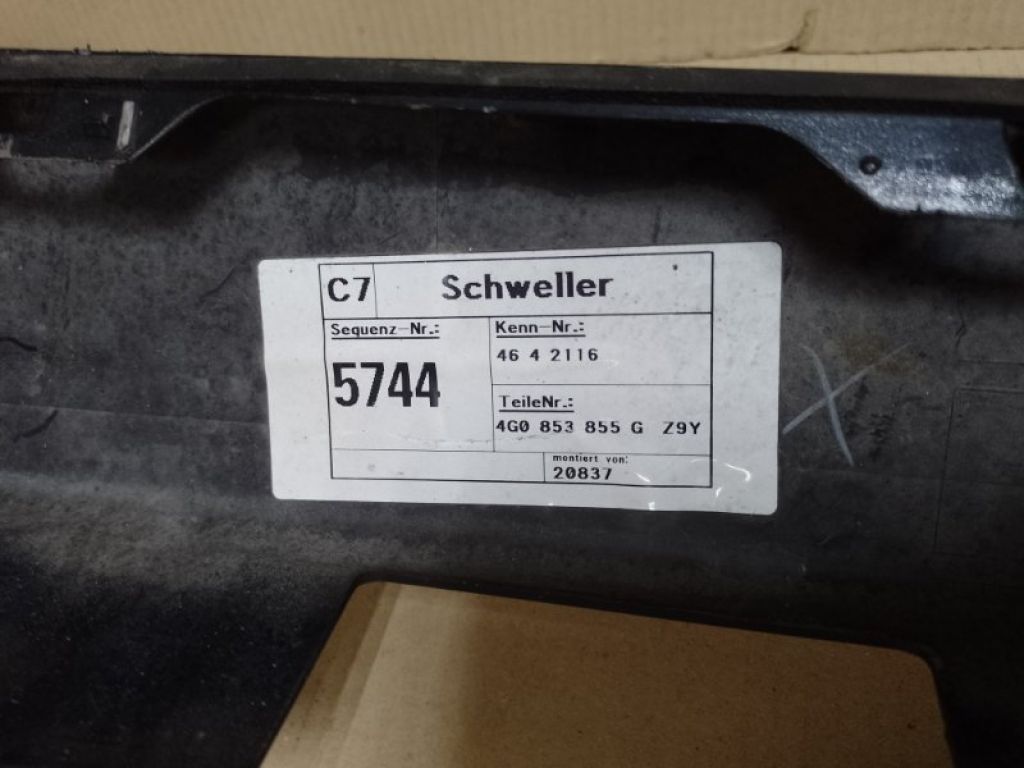 C7 Schweller
Sequenz-Nr.:
5744
Kenn-Nr.:
46 4 2116
TeileNr.:
4G0 853 855 G Z9Y
montiert von:
20837